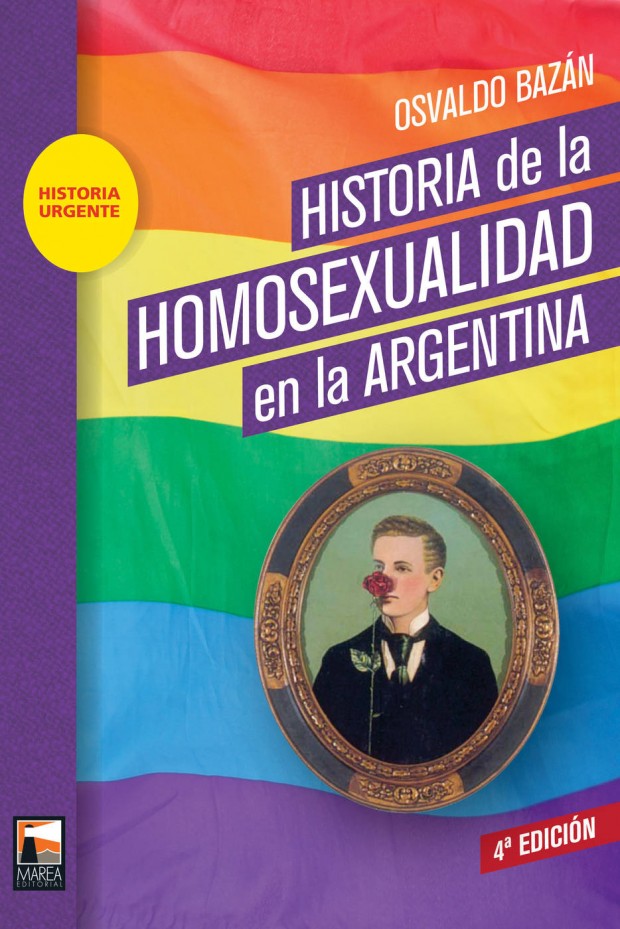 OSVALDO BAZÁN
HISTORIA de la
HOMOSEXUALIDAD
en la ARGENTINA
HISTORIA
URGENTE
4ª EDICIÓN
MAREA
EDITORIAL